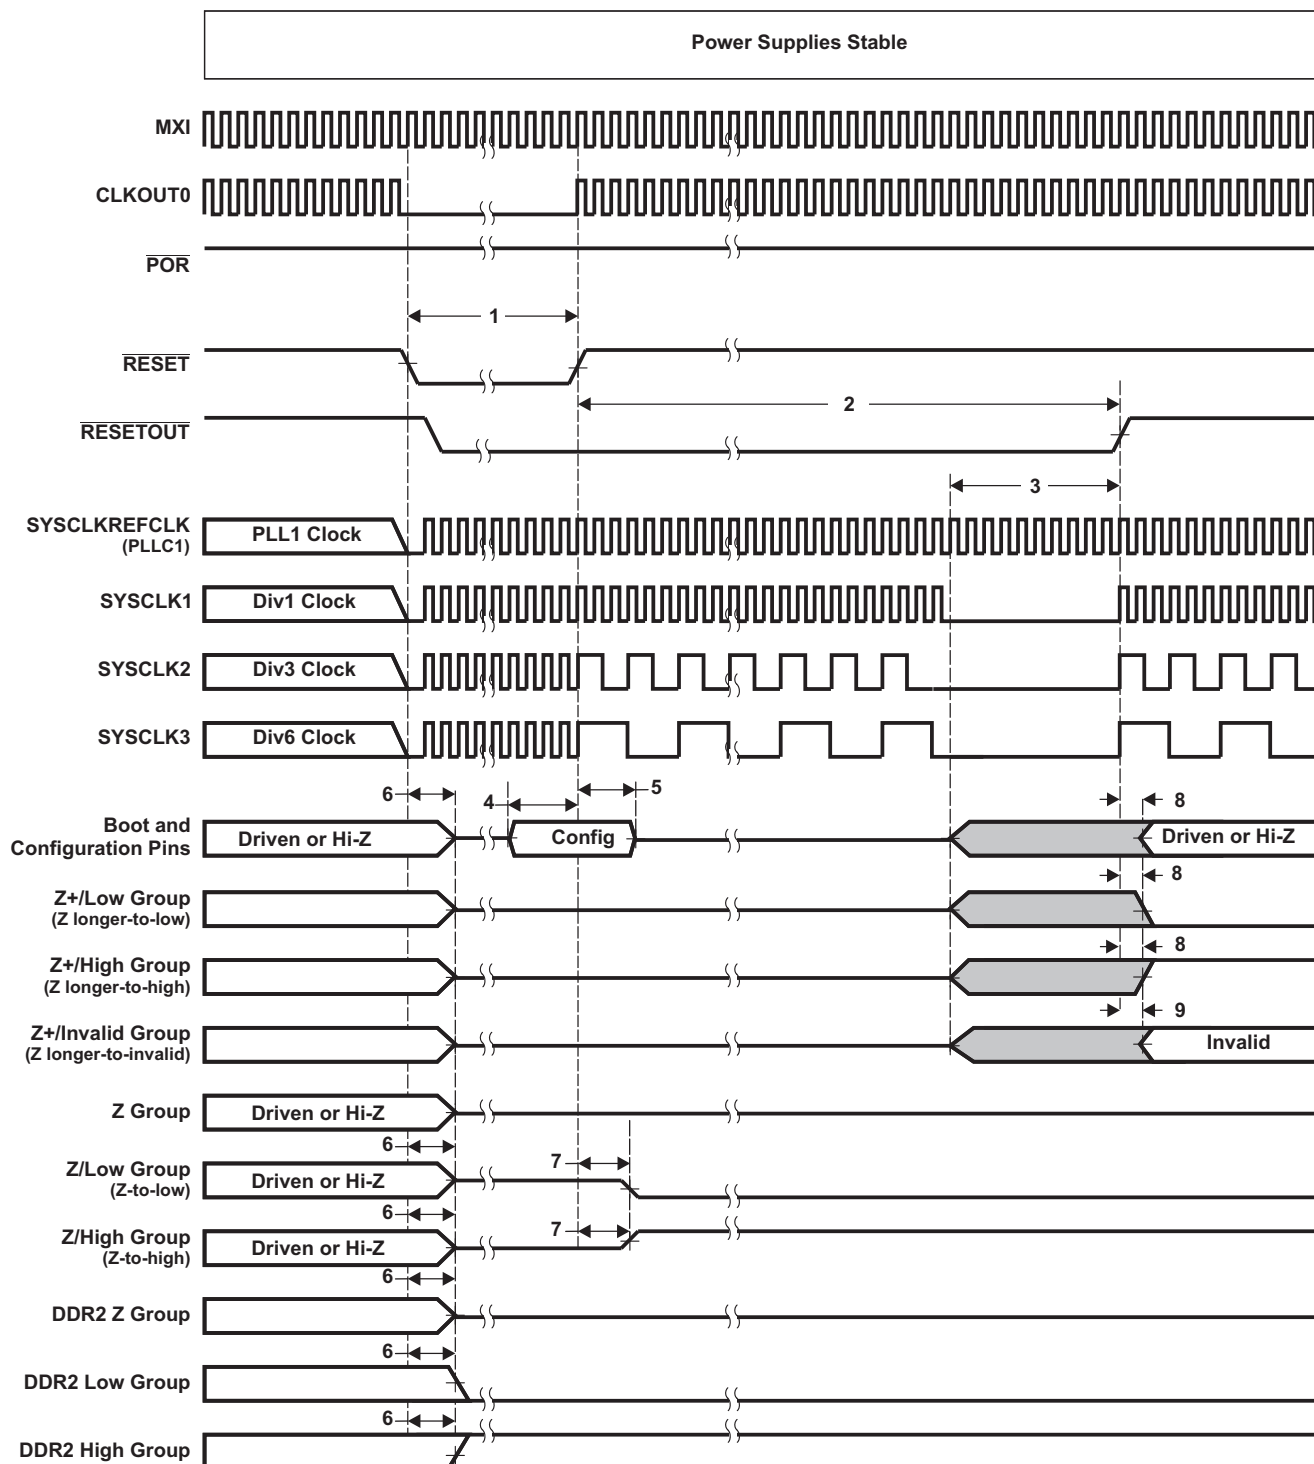 Power Supplies Stable
MXI
CLKOUT0
POR
1
RESET
2
RESETOUT
3
SYSCLKREFCLK
(PLLC1)
PLL1 Clock
SYSCLK1
Div1 Clock
SYSCLK2
Div3 Clock
SYSCLK3
Div6 Clock
6
4
5
8
Boot and
Configuration Pins
Driven or Hi-Z
Config
Driven or Hi-Z
8
Z+/Low Group
(Z longer-to-low)
8
Z+/High Group
(Z longer-to-high)
9
Z+/Invalid Group
(Z longer-to-invalid)
Invalid
Z Group
Driven or Hi-Z
6
7
Z/Low Group
(Z-to-low)
Driven or Hi-Z
6
7
Z/High Group
(Z-to-high)
Driven or Hi-Z
6
DDR2 Z Group
6
DDR2 Low Group
6
DDR2 High Group